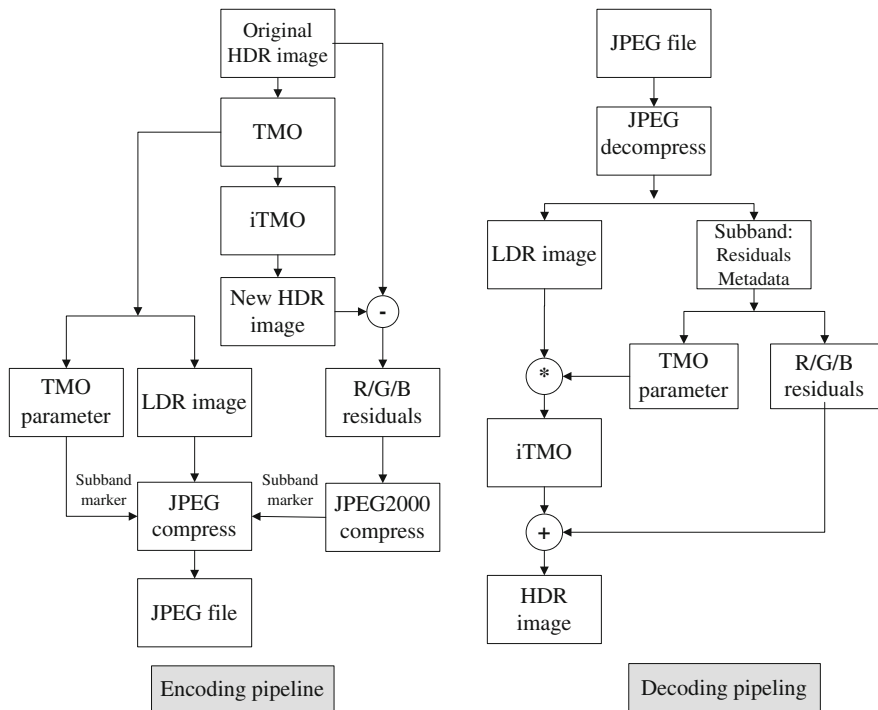 Original
HDR image
TMO
iTMO
New HDR
image
-
TMO
parameter
LDR image
R/G/B
residuals
Subband
marker
JPEG
compress
Subband
marker
JPEG2000
compress
JPEG file
Encoding pipeline
JPEG file
JPEG
decompress
LDR image
Subband:
Residuals
Metadata
*
TMO
parameter
R/G/B
residuals
iTMO
+
HDR
image
Decoding pipeling